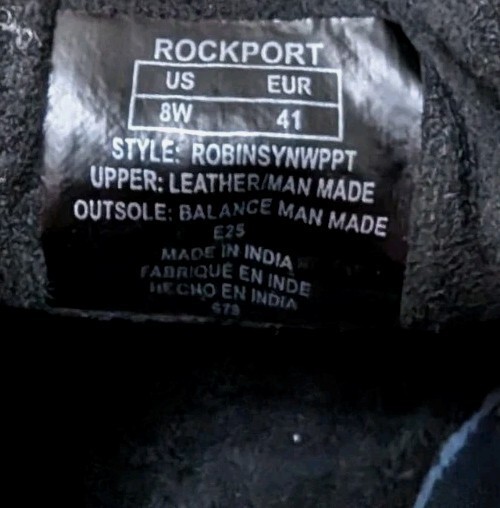 ROCKPORT
US EUR
8W 41
STYLE: ROBINSYNWPPT
UPPER: LEATHER/MAN MADE
OUTSOLE: BALANCE MAN MADE
E25
MADE IN INDIA
FABRIQUÉ EN INDE
HECHO EN INDIA